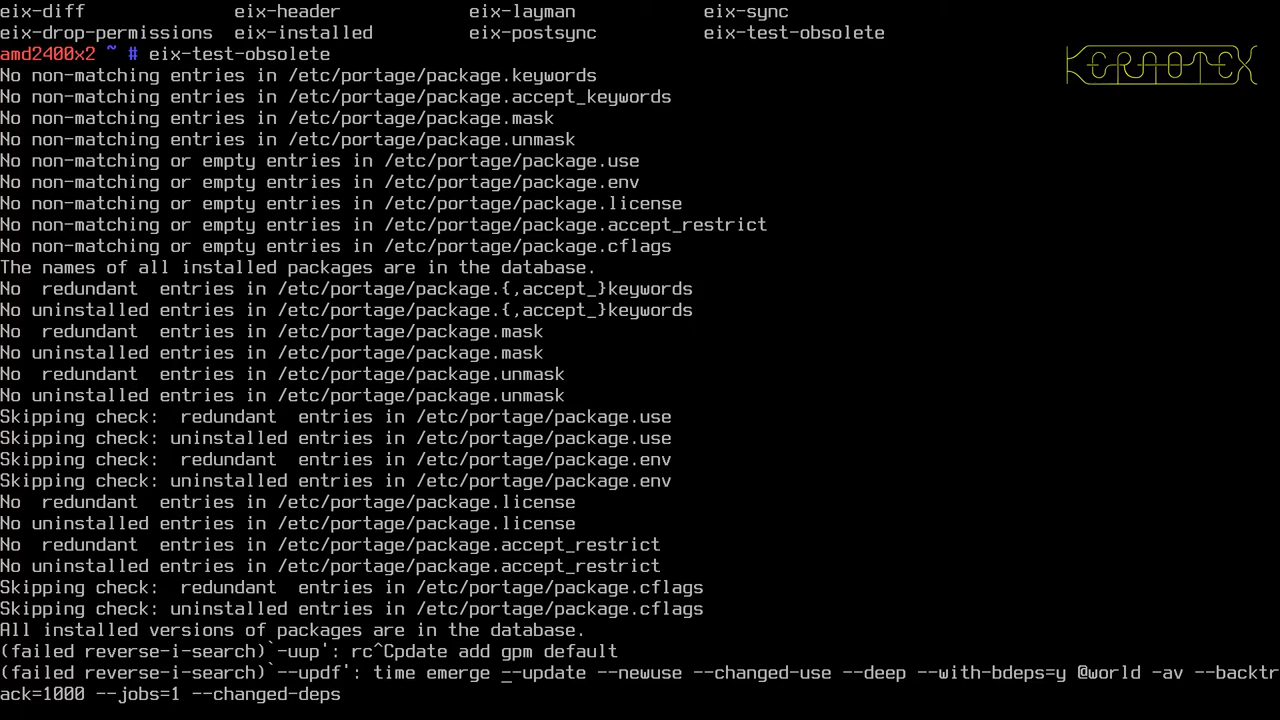 eix-diff eix-header eix-layman eix-sync
eix-drop-permissions eix-installed eix-postsync eix-test-obsolete
amd2400x2 ~ # eix-test-obsolete
KERNOTEX
No non-matching entries in /etc/portage/package.keywords
No non-matching entries in /etc/portage/package.accept_keywords
No non-matching entries in /etc/portage/package.mask
No non-matching entries in /etc/portage/package.unmask
No non-matching or empty entries in /etc/portage/package.use
No non-matching or empty entries in /etc/portage/package.env
No non-matching or empty entries in /etc/portage/package.license
No non-matching or empty entries in /etc/portage/package.accept_restrict
No non-matching or empty entries in /etc/portage/package.cflags
The names of all installed packages are in the database.
No  redundant  entries in /etc/portage/package.{,accept_}keywords
No uninstalled entries in /etc/portage/package.{,accept_}keywords
No  redundant  entries in /etc/portage/package.mask
No uninstalled entries in /etc/portage/package.mask
No  redundant  entries in /etc/portage/package.unmask
No uninstalled entries in /etc/portage/package.unmask
Skipping check:  redundant  entries in /etc/portage/package.use
Skipping check: uninstalled entries in /etc/portage/package.use
Skipping check:  redundant  entries in /etc/portage/package.env
Skipping check: uninstalled entries in /etc/portage/package.env
No  redundant  entries in /etc/portage/package.license
No uninstalled entries in /etc/portage/package.license
No  redundant  entries in /etc/portage/package.accept_restrict
No uninstalled entries in /etc/portage/package.accept_restrict
Skipping check:  redundant  entries in /etc/portage/package.cflags
Skipping check: uninstalled entries in /etc/portage/package.cflags
All installed versions of packages are in the database.
(failed reverse-i-search)`-uup': rc^Cpdate add gpm default
(failed reverse-i-search)`--updf': time emerge --update --newuse --changed-use --deep --with-bdeps=y @world -av --backtr
ack=1000 --jobs=1 --changed-deps